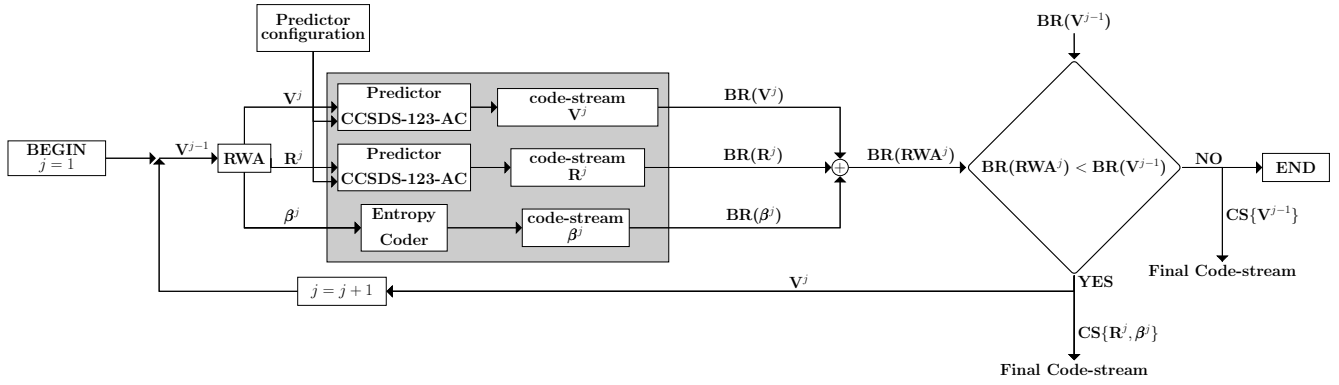 Predictor
configuration
BR(V^{j−1})
V^j
Predictor
CCSDS-123-AC
code-stream
V^j
BR(V^j)
BEGIN
j = 1
V^{j−1}
RWA
R^j
Predictor
CCSDS-123-AC
code-stream
R^j
BR(R^j)
+
BR(RWA^j)
BR(RWA^j) < BR(V^{j−1})
NO
END
β^j
Entropy
Coder
code-stream
β^j
BR(β^j)
CS{V^{j−1}}
Final Code-stream
YES
j = j + 1
V^j
CS{R^j, β^j}
Final Code-stream